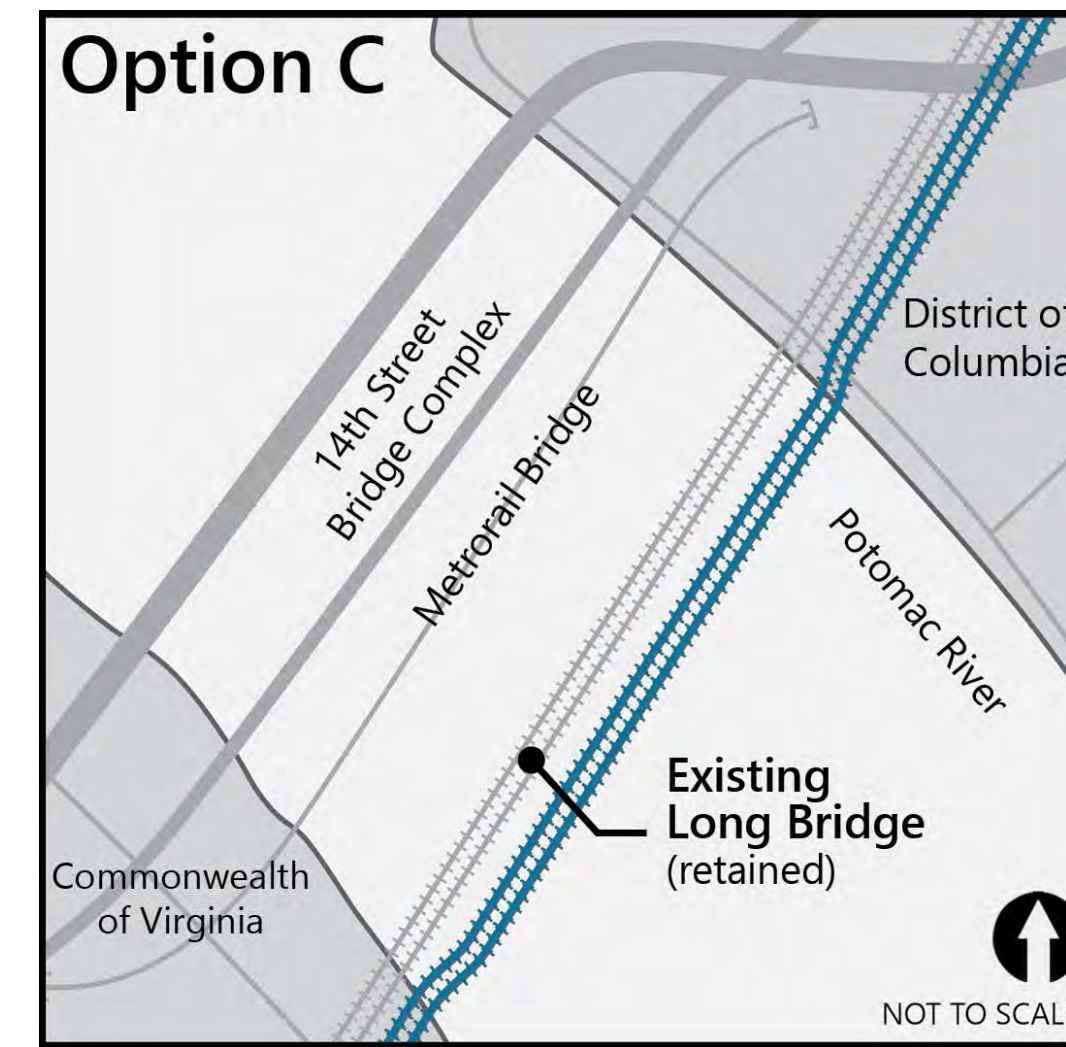 Option C
14th Street
Bridge Complex
Metrorail Bridge
District of
Columbia
Potomac River
Existing
Long Bridge
(retained)
Commonwealth
of Virginia
NOT TO SCAL